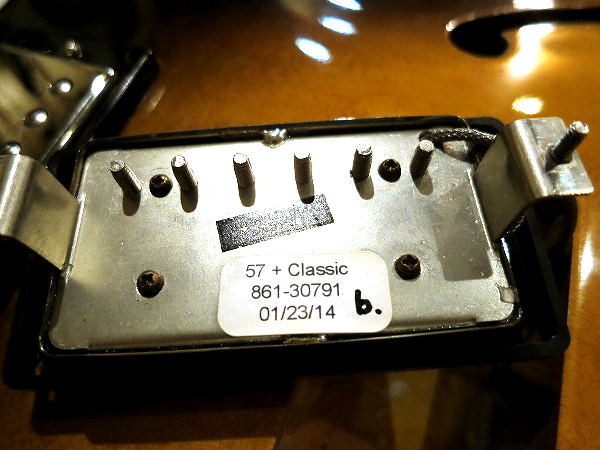 57 + Classic
861-30791
01/23/14 b.